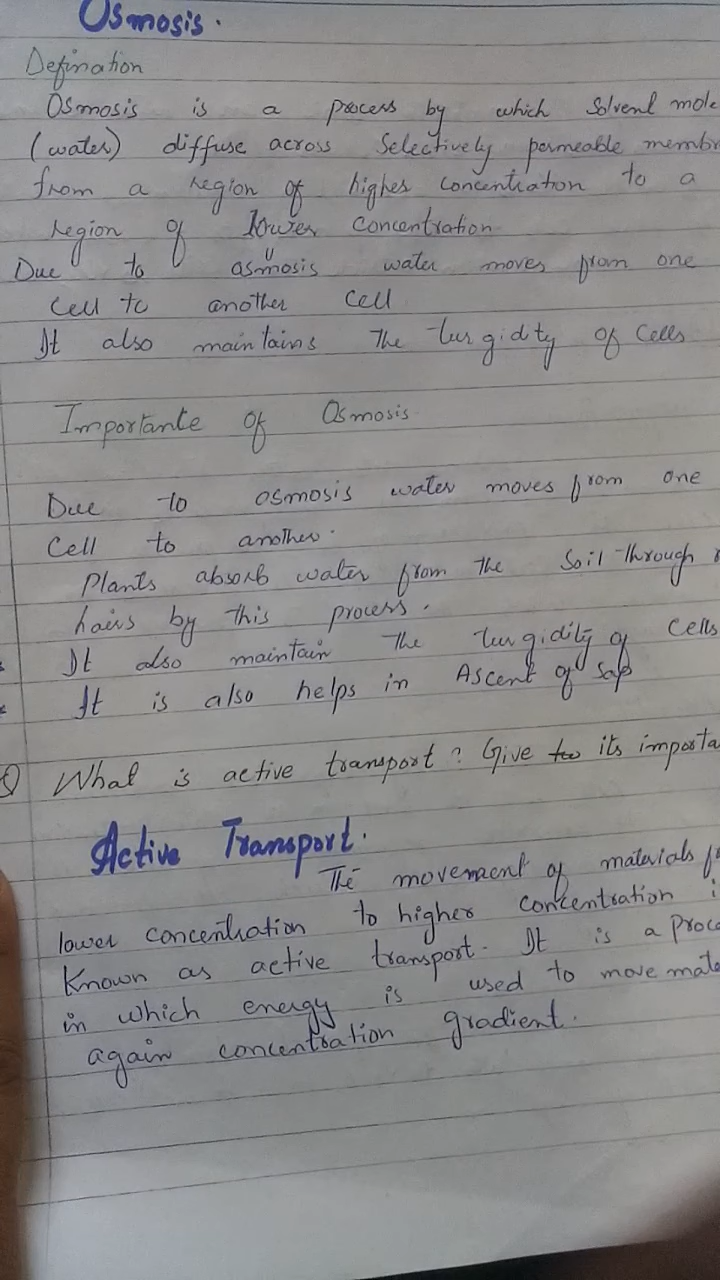 Osmosis.
Defination
Osmosis is a process by which Solvent mole
(water) diffuse across Selectively permeable membr
from a region of higher concentration to a
region of lower concentration
Due to osmosis water moves from one
Cell to another Cell
It also maintains The turgidity of Cells
Importante of Osmosis
Due to osmosis water moves from one
Cell to another.
Plants absorb water from the Soil through r
hairs by this process.
It also maintain the turgidity of Cells
It is also helps in Ascent of Sap
Q What is active transport? Give its importa
Active Transport.
The movement of materials f
lower concentration to higher concentration i
Known as active transport. It is a proce
in which energy is used to move mate
again concentration gradient.